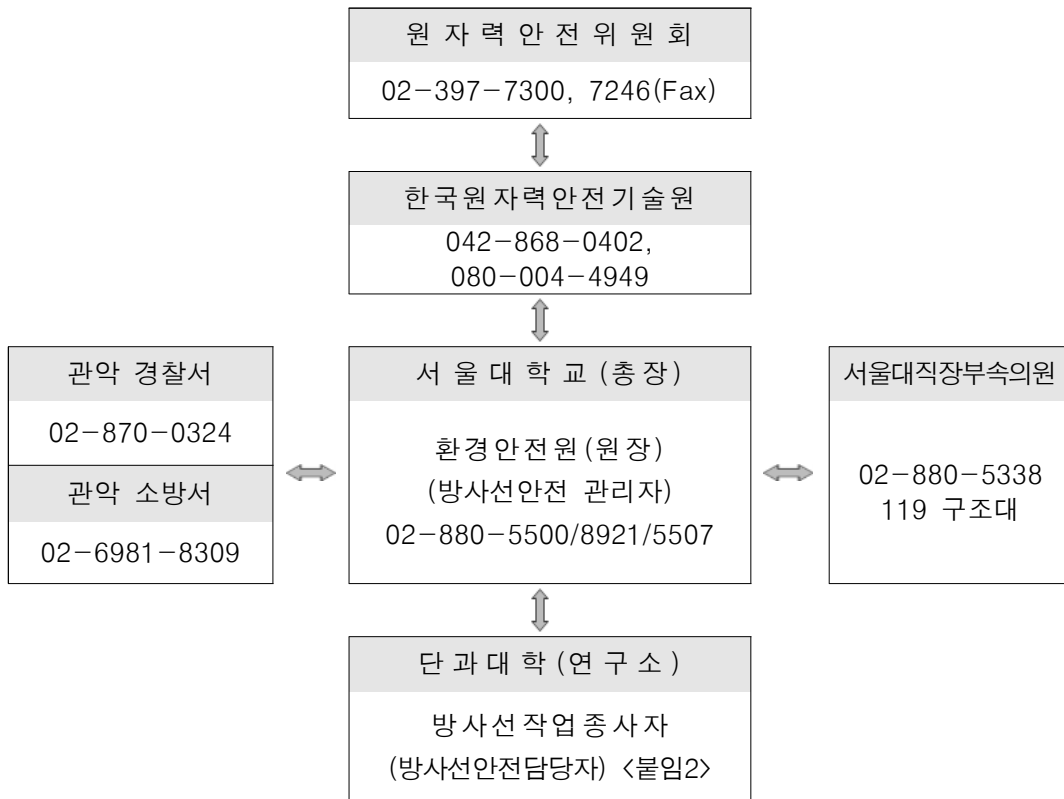 원자력안전위원회
02-397-7300, 7246(Fax)
한국원자력안전기술원
042-868-0402,
080-004-4949
관악 경찰서
02-870-0324
관악 소방서
02-6981-8309
서울대학교(총장)
환경안전원(원장)
(방사선안전 관리자)
02-880-5500/8921/5507
서울대직장부속의원
02-880-5338
119 구조대
단과대학(연구소)
방사선작업종사자
(방사선안전담당자) <붙임2>